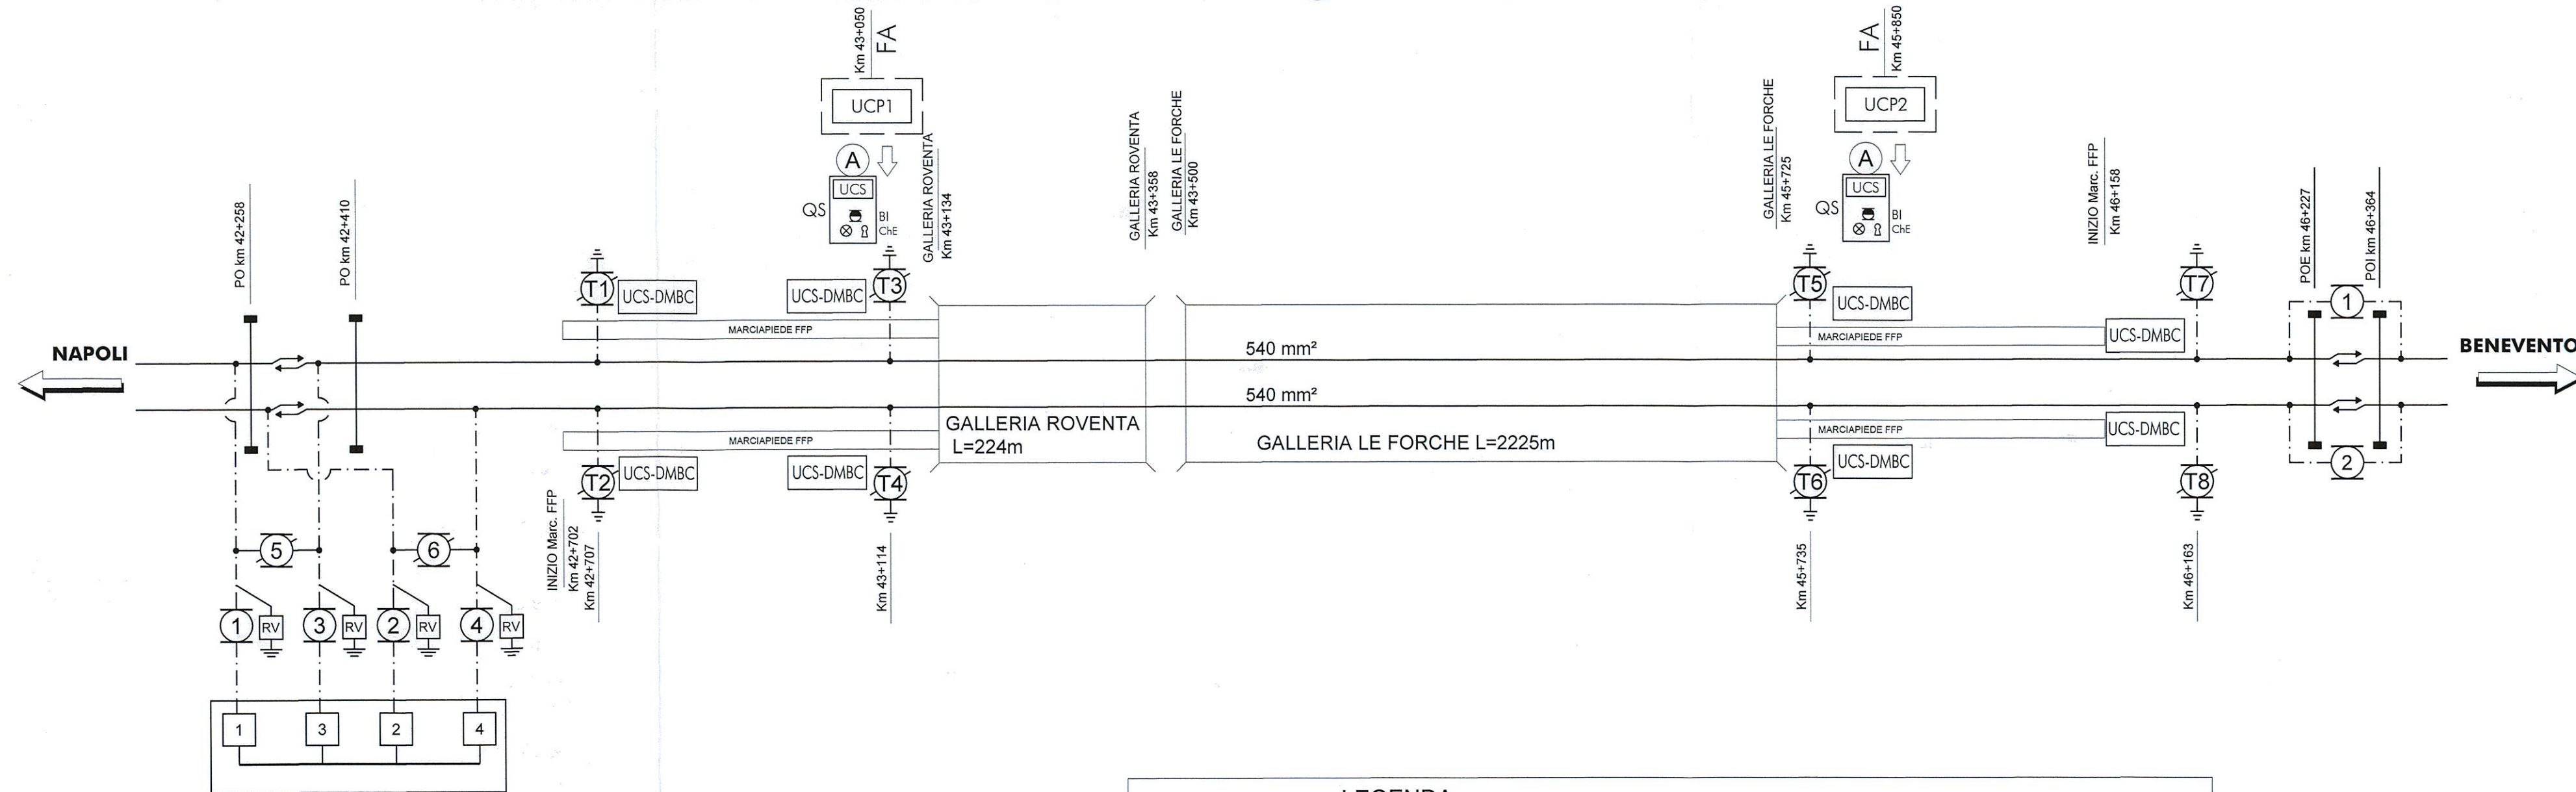 Km 43+050
FA
UCP1
A
UCS
QS
BI
ChE
GALLERIA ROVENTA
Km 43+134
GALLERIA ROVENTA
Km 43+358
GALLERIA LE FORCHE
Km 43+500
GALLERIA LE FORCHE
Km 45+725
FA
Km 45+850
UCP2
A
UCS
QS
BI
ChE
INIZIO Marc. FFP
Km 46+158
PO km 42+258
PO km 42+410
POE km 46+227
POI km 46+364
T1
UCS-DMBC
UCS-DMBC
T3
T5
UCS-DMBC
T7
1
MARCIAPIEDE FFP
MARCIAPIEDE FFP
UCS-DMBC
NAPOLI
540 mm²
BENEVENTO
540 mm²
MARCIAPIEDE FFP
GALLERIA ROVENTA
L=224m
GALLERIA LE FORCHE L=2225m
MARCIAPIEDE FFP
UCS-DMBC
T2
UCS-DMBC
UCS-DMBC
T4
T6
UCS-DMBC
T8
2
INIZIO Marc. FFP
Km 42+702
Km 42+707
Km 43+114
Km 45+735
Km 46+163
5
6
1
RV
3
RV
2
RV
4
RV
1
3
2
4
LEGENDA